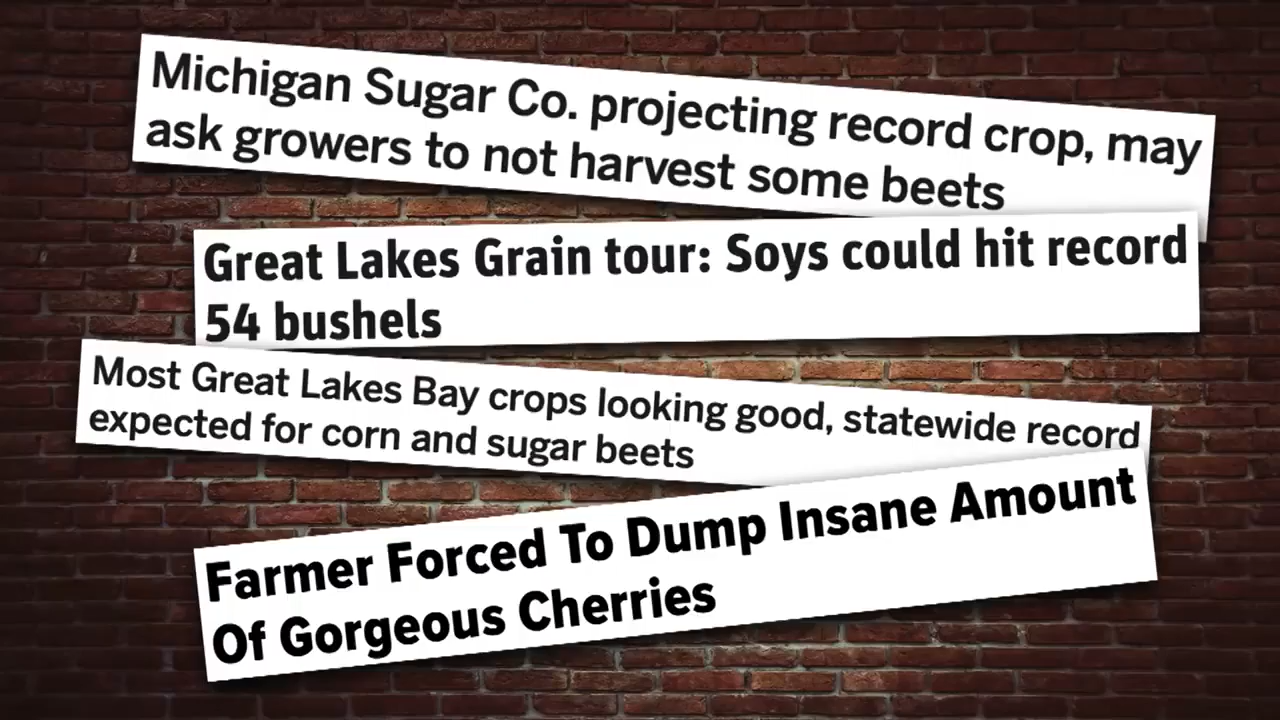 Michigan Sugar Co. projecting record crop, may
ask growers to not harvest some beets
Great Lakes Grain tour: Soys could hit record
54 bushels
Most Great Lakes Bay crops looking good, statewide record
expected for corn and sugar beets
Farmer Forced To Dump Insane Amount
Of Gorgeous Cherries